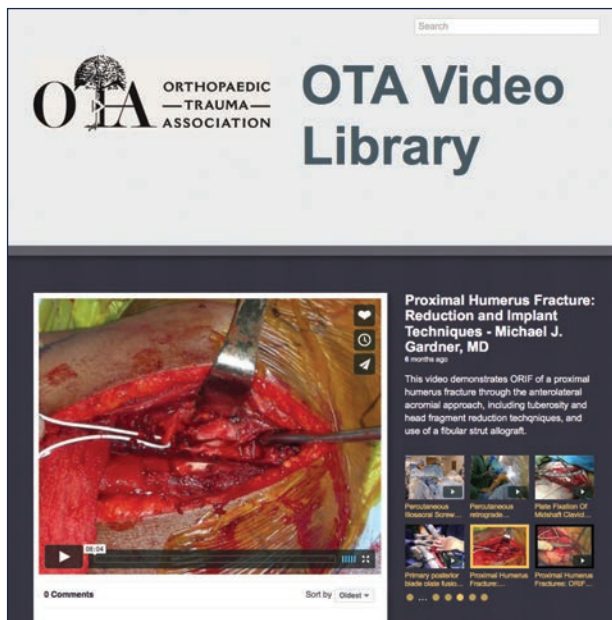 Search
OTA
ORTHOPAEDIC
—TRAUMA—
ASSOCIATION
OTA Video
Library
Proximal Humerus Fracture:
Reduction and Implant
Techniques - Michael J.
Gardner, MD
6 months ago
This video demonstrates ORIF of a proximal
humerus fracture through the anterolateral
acromial approach, including tuberosity and
head fragment reduction techqniques, and
use of a fibular strut allograft.
Percutaneous
Iliosacral Screw...
Percutaneous
retrograde...
Plate Fixation Of
Midshaft Clavicl...
Primary posterior
blade plate fusio...
Proximal Humerus
Fracture:...
Proximal Humerus
Fractures: ORIF...
...
06:04
0 Comments
Sort by
Oldest